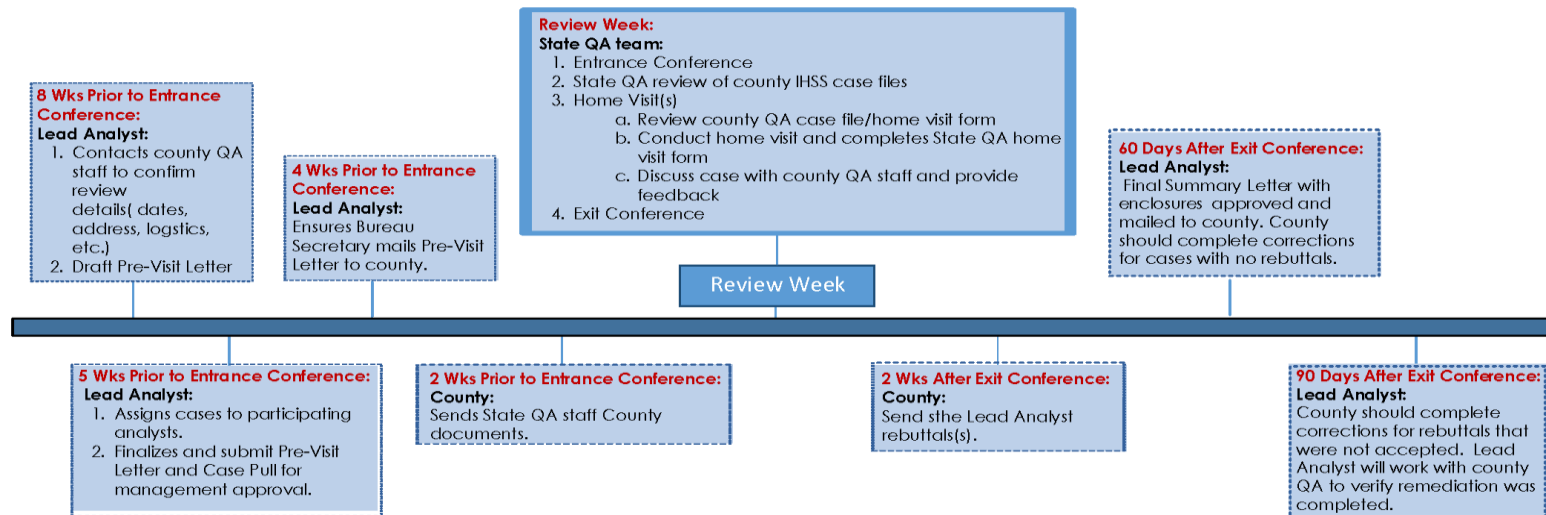 8 Wks Prior to Entrance
Conference:
Lead Analyst:
1. Contacts county QA
staff to confirm
review
details( dates,
address, logstics,
etc.)
2. Draft Pre-Visit Letter
4 Wks Prior to Entrance
Conference:
Lead Analyst:
Ensures Bureau
Secretary mails Pre-Visit
Letter to county.
Review Week:
State QA team:
1. Entrance Conference
2. State QA review of county IHSS case files
3. Home Visit(s)
a. Review county QA case file/home visit form
b. Conduct home visit and completes State QA home
visit form
c. Discuss case with county QA staff and provide
feedback
4. Exit Conference
Review Week
60 Days After Exit Conference:
Lead Analyst:
Final Summary Letter with
enclosures approved and
mailed to county. County
should complete corrections
for cases with no rebuttals.
5 Wks Prior to Entrance Conference:
Lead Analyst:
1. Assigns cases to participating
analysts.
2. Finalizes and submit Pre-Visit
Letter and Case Pull for
management approval.
2 Wks Prior to Entrance Conference:
County:
Sends State QA staff County
documents.
2 Wks After Exit Conference:
County:
Send sthe Lead Analyst
rebuttals(s).
90 Days After Exit Conference:
Lead Analyst:
County should complete
corrections for rebuttals that
were not accepted. Lead
Analyst will work with county
QA to verify remediation was
completed.